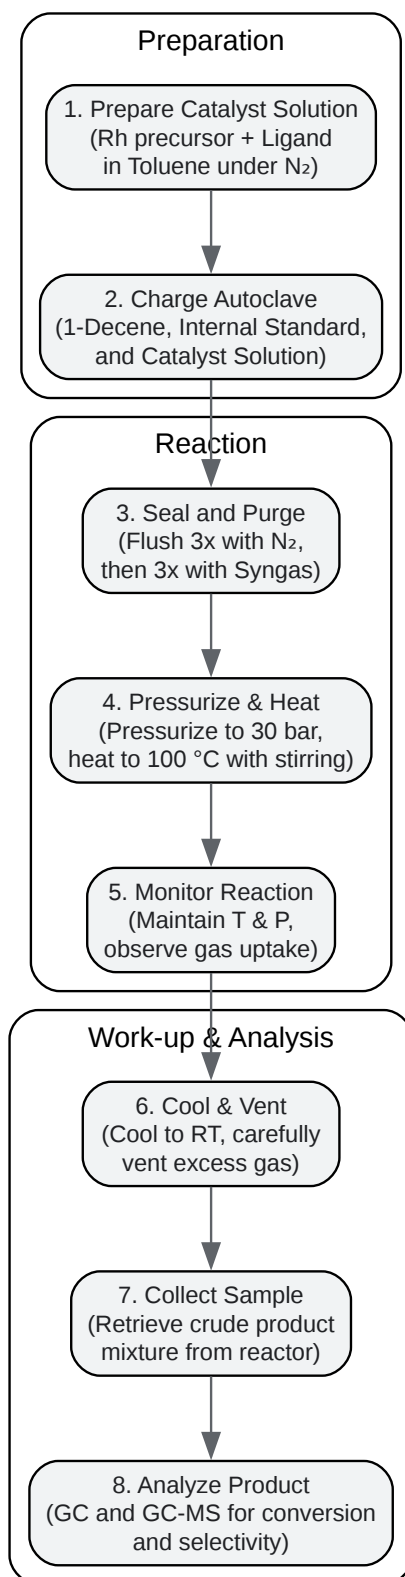 Preparation
1. Prepare Catalyst Solution
(Rh precursor + Ligand
in Toluene under N₂)
2. Charge Autoclave
(1-Decene, Internal Standard,
and Catalyst Solution)
Reaction
3. Seal and Purge
(Flush 3x with N₂,
then 3x with Syngas)
4. Pressurize & Heat
(Pressurize to 30 bar,
heat to 100 °C with stirring)
5. Monitor Reaction
(Maintain T & P,
observe gas uptake)
Work-up & Analysis
6. Cool & Vent
(Cool to RT, carefully
vent excess gas)
7. Collect Sample
(Retrieve crude product
mixture from reactor)
8. Analyze Product
(GC and GC-MS for conversion
and selectivity)